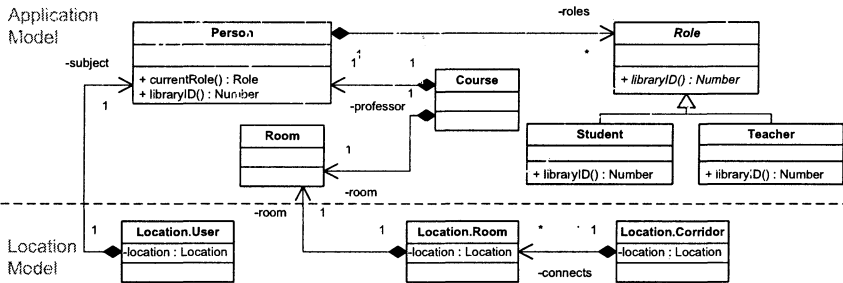 Application
Model
Person
-roles
Role
*
-subject
1
1
1
+ currentRole() : Role
+ libraryID() : Number
Course
+ libraryID() : Number
1
1
-professor
Room
Student
Teacher
1
+ libraryID() : Number
+ libraryID() : Number
-room
-room
1
1
Location.User
1
Location.Room
*
1
Location.Corridor
Location
Model
-location : Location
-location : Location
-location : Location
-connects